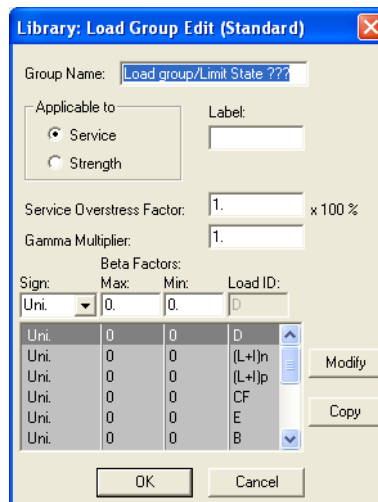 Library: Load Group Edit (Standard)
Group Name: Load group/Limit State ???
Applicable to
Service
Strength
Label:
Service Overstress Factor: 1. x 100 %
Gamma Multiplier: 1.
Beta Factors:
Sign: Max: Min: Load ID:
Uni. 0. 0. D
Uni. 0 0 D
Uni. 0 0 (L+I)n
Uni. 0 0 (L+I)p
Uni. 0 0 CF
Uni. 0 0 E
Uni. 0 0 B
Modify
Copy
OK Cancel